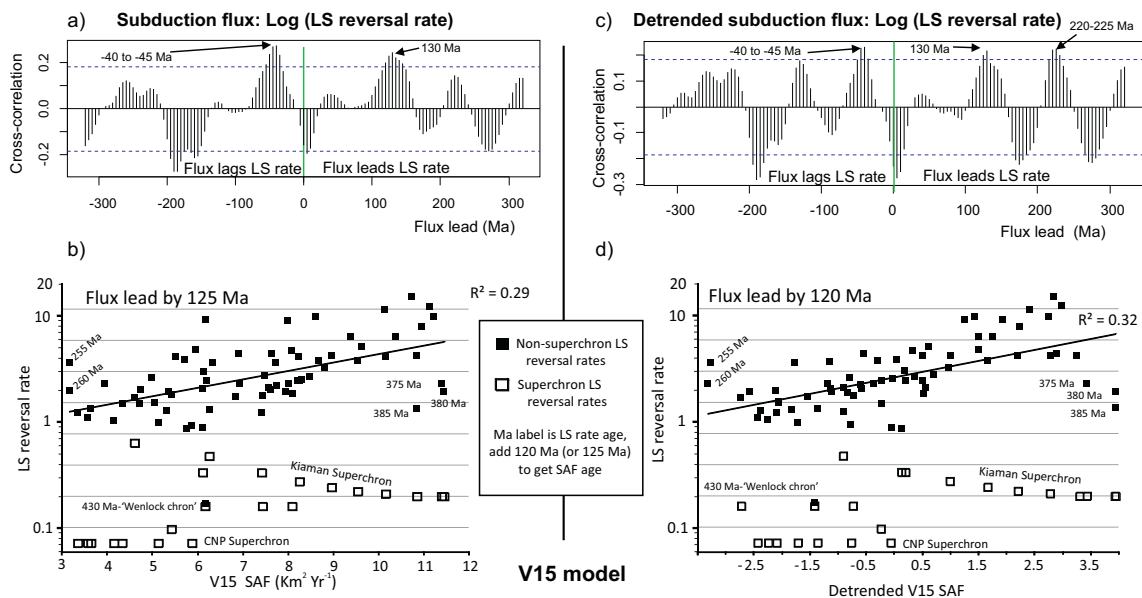 a)
Subduction flux: Log (LS reversal rate)
-40 to -45 Ma
130 Ma
0.2
0.0
-0.2
Cross-correlation
Flux lags LS rate
Flux leads LS rate
-300
-200
-100
0
100
200
300
Flux lead
(Ma)
c)
Detrended subduction flux: Log (LS reversal rate)
220-225 Ma
-40 to -45 Ma
130 Ma
0.1
-0.1
-0.3
Cross-correlation
Flux lags LS rate
Flux leads LS rate
-300
-200
-100
0
100
200
300
Flux lead (Ma)
b)
Flux lead by 125 Ma
R² = 0.29
20
10
1
0.1
LS reversal rate
255 Ma
260 Ma
375 Ma
380 Ma
385 Ma
Kiaman Superchron
430 Ma-‘Wenlock chron’
CNP Superchron
3
4
5
6
7
8
9
10
11
12
V15 SAF (Km² Yr⁻¹)
Non-superchron LS
reversal rates
Superchron LS
reversal rates
Ma label is LS rate age,
add 120 Ma (or 125 Ma)
to get SAF age
V15 model
d)
Flux lead by 120 Ma
R² = 0.32
20
10
1
0.1
LS reversal rate
255 Ma
260 Ma
375 Ma
380 Ma
385 Ma
Kiaman Superchron
430 Ma-‘Wenlock chron’
CNP Superchron
-2.5
-1.5
-0.5
0.5
1.5
2.5
3.5
Detrended V15 SAF